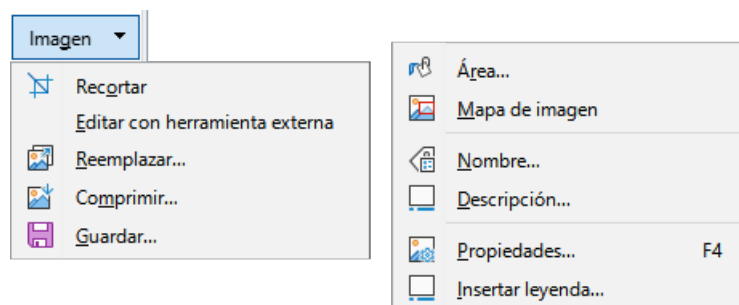 Imagen
Recortar
Editar con herramienta externa
Reemplazar...
Comprimir...
Guardar...
Área...
Mapa de imagen
Nombre...
Descripción...
Propiedades... F4
Insertar leyenda...